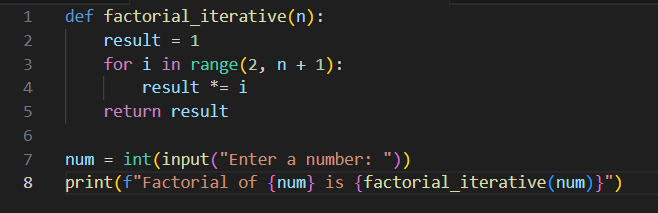 1 def factorial_iterative(n):
2     result = 1
3     for i in range(2, n + 1):
4         result *= i
5     return result
6
7 num = int(input("Enter a number: "))
8 print(f"Factorial of {num} is {factorial_iterative(num)}")